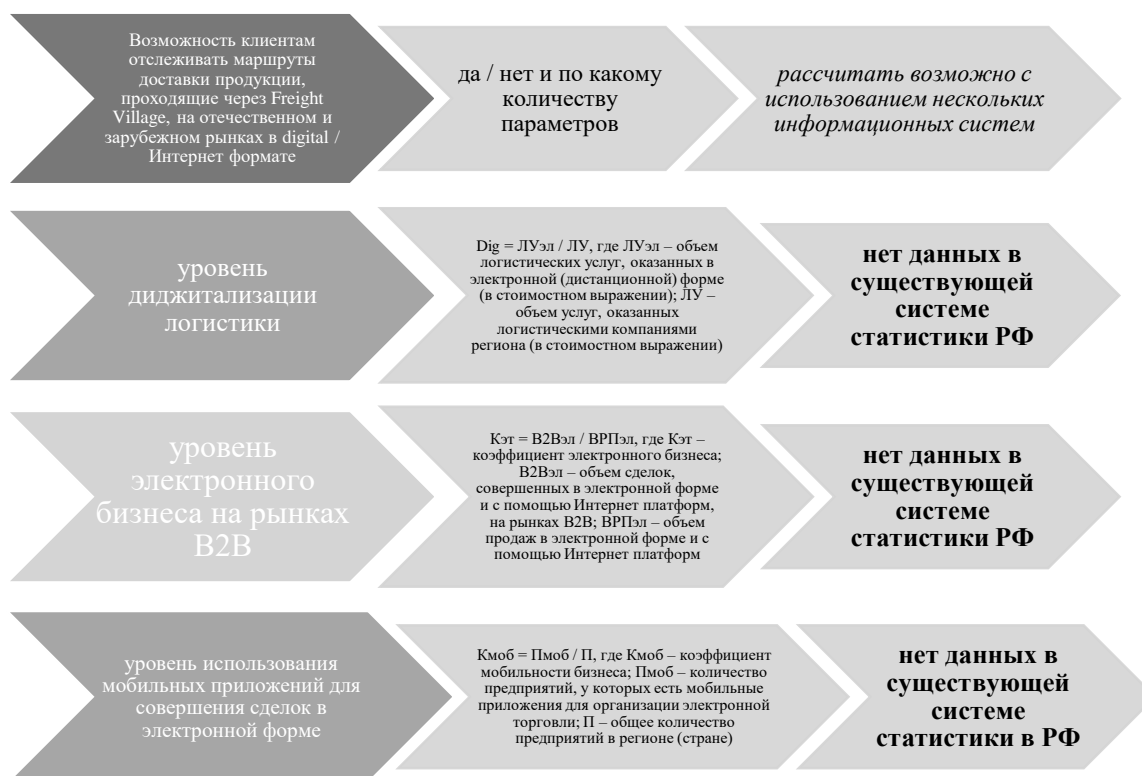 Возможность клиентам
отслеживать маршруты
доставки продукции,
проходящие через Freight
Village, на отечественном и
зарубежном рынках в digital /
Интернет формате
да / нет и по какому
количеству
параметров
рассчитать возможно с
использованием нескольких
информационных систем
уровень
диджитализации
логистики
Dig = ЛУэл / ЛУ, где ЛУэл – объем
логистических услуг, оказанных в
электронной (дистанционной) форме
(в стоимостном выражении); ЛУ –
объем услуг, оказанных
логистическими компаниями
региона (в стоимостном выражении)
нет данных в
существующей
системе
статистики РФ
уровень
электронного
бизнеса на рынках
B2B
Кэт = B2Bэл / ВРПэл, где Кэт –
коэффициент электронного бизнеса;
B2Bэл – объем сделок,
совершенных в электронной форме
и с помощью Интернет платформ,
на рынках B2B; ВРПэл – объем
продаж в электронной форме и с
помощью Интернет платформ
нет данных в
существующей
системе
статистики РФ
уровень использования
мобильных приложений для
совершения сделок в
электронной форме
Кмоб = Пмоб / П, где Кмоб – коэффициент
мобильности бизнеса; Пмоб – количество
предприятий, у которых есть мобильные
приложения для организации электронной
торговли; П – общее количество
предприятий в регионе (стране)
нет данных в
существующей
системе
статистики в РФ